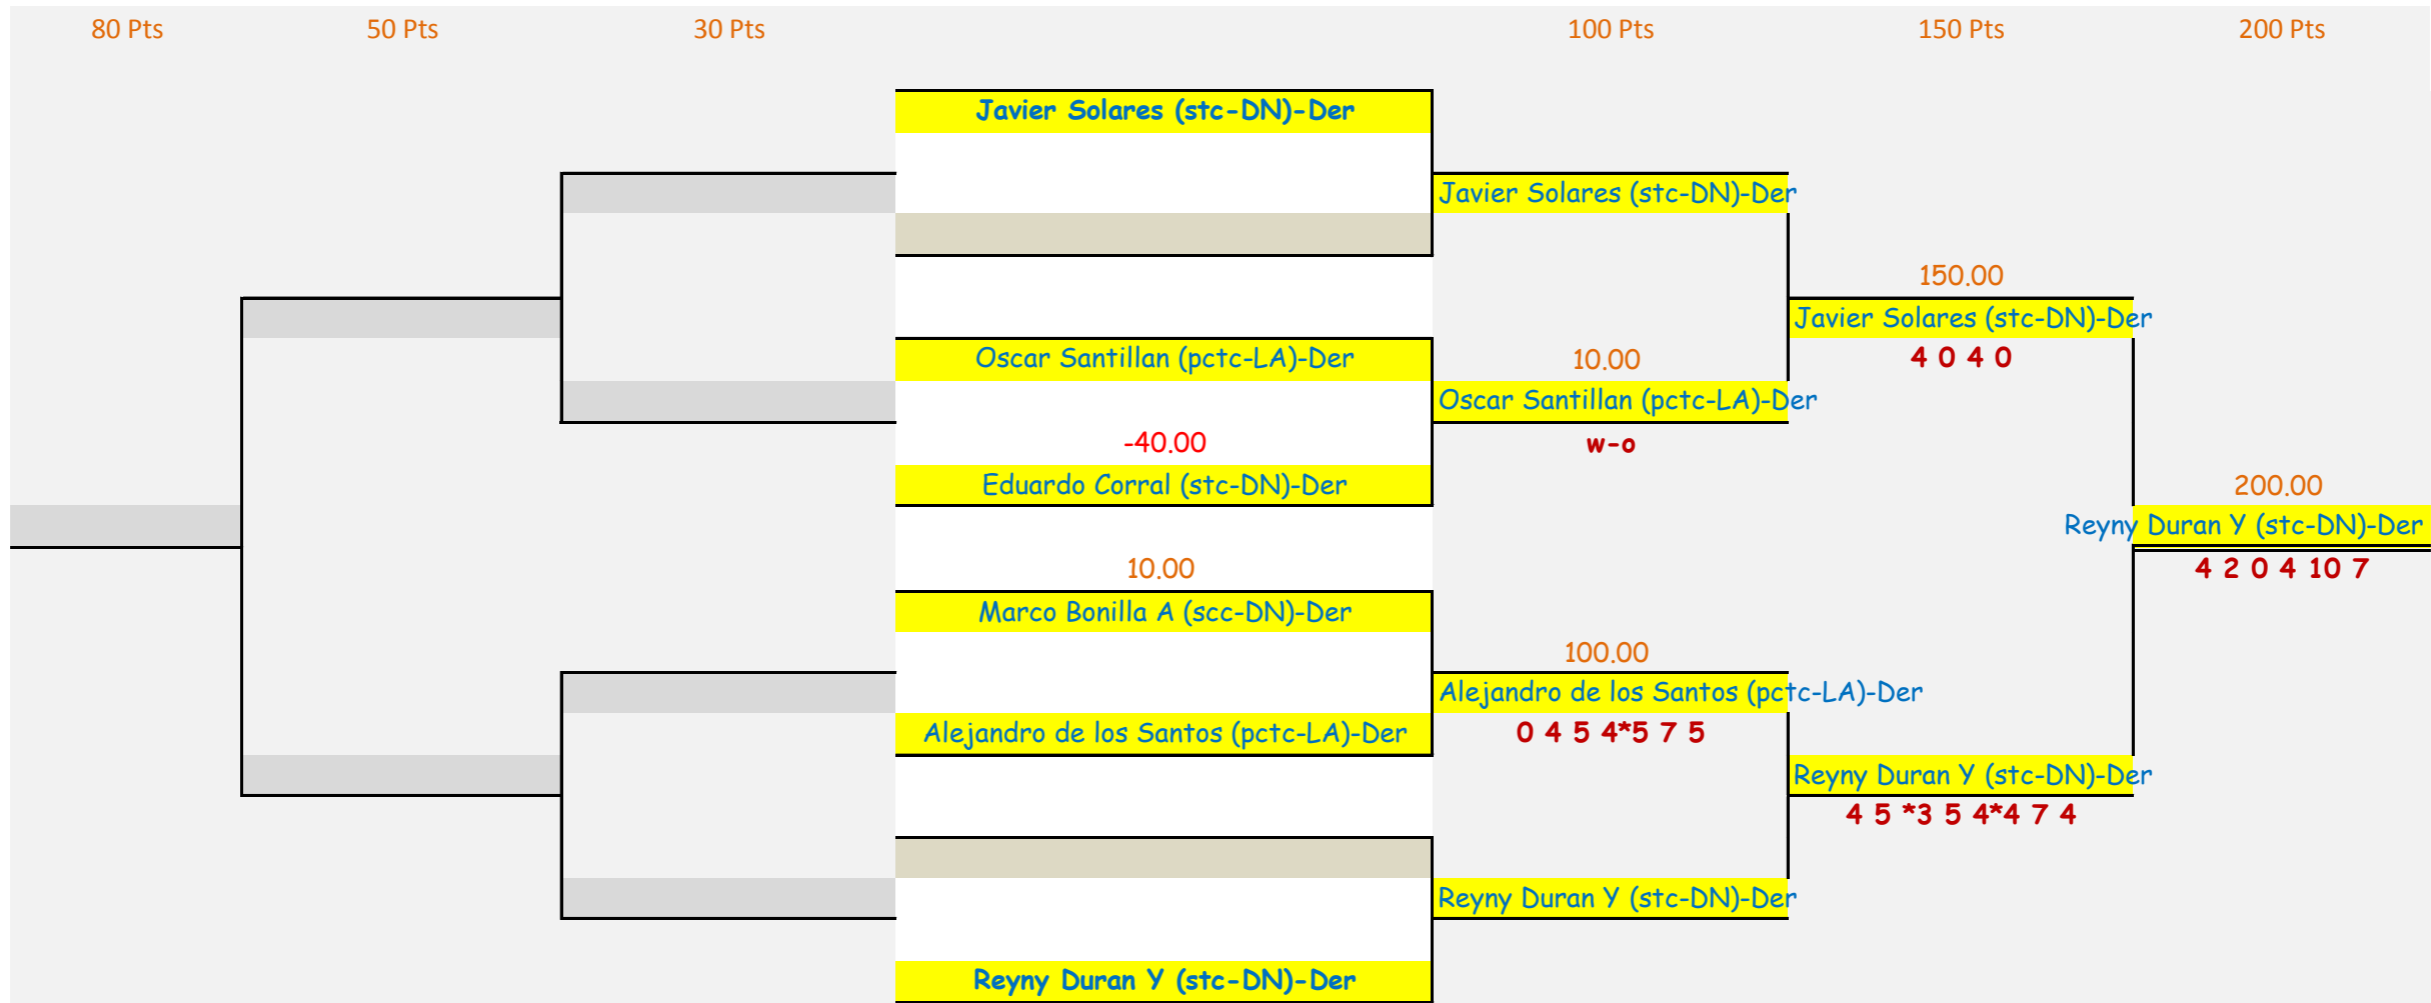 80 Pts 50 Pts 30 Pts 100 Pts 150 Pts 200 Pts
Javier Solares (stc-DN)-Der
Javier Solares (stc-DN)-Der
150.00
Javier Solares (stc-DN)-Der
Oscar Santillan (pctc-LA)-Der
10.00
4 0 4 0
Oscar Santillan (pctc-LA)-Der
-40.00
w-o
Eduardo Corral (stc-DN)-Der
200.00
Reyny Duran Y (stc-DN)-Der
10.00
4 2 0 4 10 7
Marco Bonilla A (scc-DN)-Der
100.00
Alejandro de los Santos (pctc-LA)-Der
Alejandro de los Santos (pctc-LA)-Der
0 4 5 4*5 7 5
Reyny Duran Y (stc-DN)-Der
4 5 *3 5 4*4 7 4
Reyny Duran Y (stc-DN)-Der
Reyny Duran Y (stc-DN)-Der